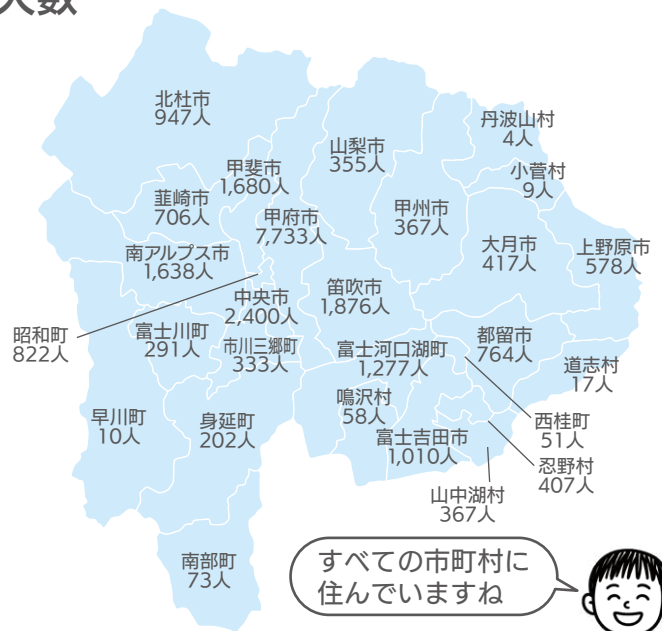 人数
北杜市
947人
丹波山村
4人
山梨市
355人
小菅村
9人
甲斐市
1,680人
韮崎市
706人
甲府市
7,733人
甲州市
367人
大月市
417人
上野原市
578人
南アルプス市
1,638人
笛吹市
1,876人
中央市
2,400人
昭和町
822人
富士川町
291人
市川三郷町
333人
富士河口湖町
1,277人
都留市
764人
道志村
17人
鳴沢村
58人
早川町
10人
身延町
202人
西桂町
51人
富士吉田市
1,010人
忍野村
407人
山中湖村
367人
南部町
73人
すべての市町村に
住んでいますね